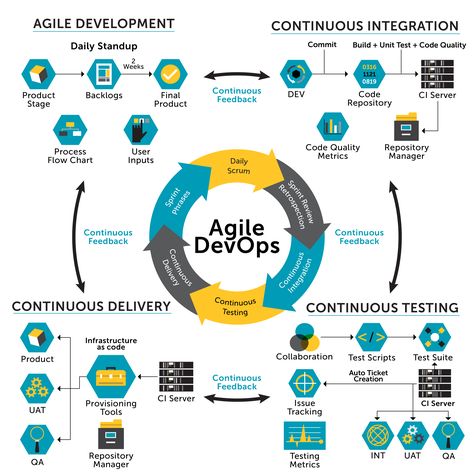 AGILE DEVELOPMENT
Daily Standup
2
Weeks
Product
Stage
Backlogs
Final
Product
Process
Flow Chart
User
Inputs
Continuous
Feedback
CONTINUOUS INTEGRATION
Commit
Build + Unit Test + Code Quality
DEV
0316
1121
0819
Code
Repository
CI Server
Code Quality
Metrics
Repository
Manager
Continuous
Feedback
Agile
DevOps
Daily
Scrum
Sprint Review
Retrospection
Continuous
Integration
Continuous
Testing
Continuous
Delivery
Sprint
Phrases
Continuous
Feedback
CONTINUOUS DELIVERY
Product
UAT
QA
Infrastructure
as code
Provisioning
Tools
CI Server
Repository
Manager
Continuous
Feedback
CONTINUOUS TESTING
Collaboration
</>
Test Scripts
Test Suite
Auto Ticket
Creation
Issue
Tracking
CI Server
Testing
Metrics
INT
UAT
QA